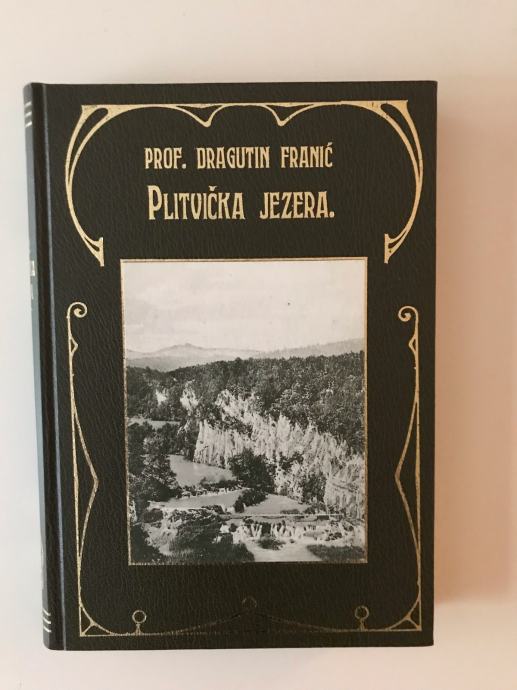 PROF. DRAGUTIN FRANIĆ
PLITVIČKA JEZERA.